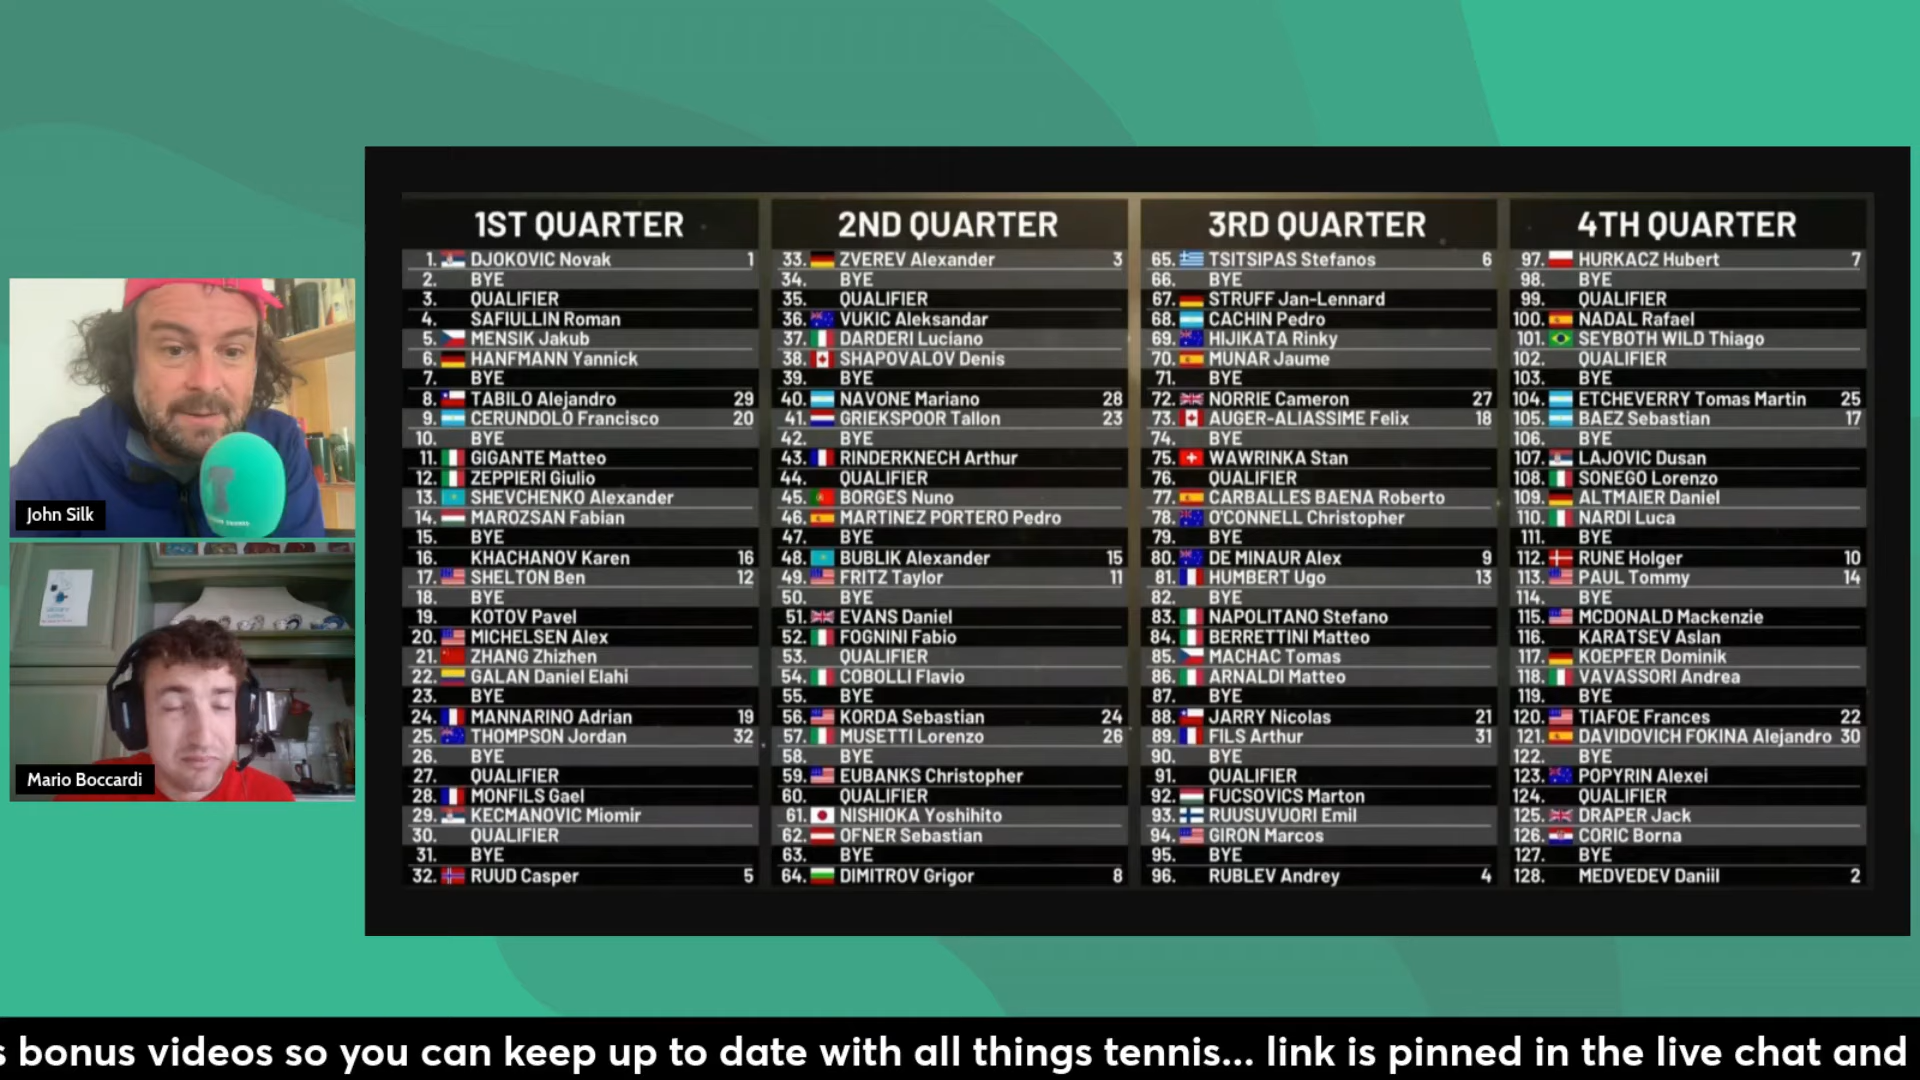 1ST QUARTER
1. DJOKOVIC Novak 1
2. BYE
3. QUALIFIER
4. SAFIULLIN Roman
5. MENSIK Jakub
6. HANFMANN Yannick
7. BYE
8. TABILO Alejandro 29
9. CERUNDOLO Francisco 20
10. BYE
11. GIGANTE Matteo
12. ZEPPIERI Giulio
13. SHEVCHENKO Alexander
14. MAROZSAN Fabian
15. BYE
16. KHACHANOV Karen 16
17. SHELTON Ben 12
18. BYE
19. KOTOV Pavel
20. MICHELSEN Alex
21. ZHANG Zhizhen
22. GALAN Daniel Elahi
23. BYE
24. MANNARINO Adrian 19
25. THOMPSON Jordan 32
26. BYE
27. QUALIFIER
28. MONFILS Gael
29. KECMANOVIC Miomir
30. QUALIFIER
31. BYE
32. RUUD Casper 5
2ND QUARTER
33. ZVEREV Alexander 3
34. BYE
35. QUALIFIER
36. VUKIC Aleksandar
37. DARDERI Luciano
38. SHAPOVALOV Denis
39. BYE
40. NAVONE Mariano 28
41. GRIEKSPOOR Tallon 23
42. BYE
43. RINDERKNECH Arthur
44. QUALIFIER
45. BORGES Nuno
46. MARTINEZ PORTERO Pedro
47. BYE
48. BUBLIK Alexander 15
49. FRITZ Taylor 11
50. BYE
51. EVANS Daniel
52. FOGNINI Fabio
53. QUALIFIER
54. COBOLLI Flavio
55. BYE
56. KORDA Sebastian 24
57. MUSETTI Lorenzo 26
58. BYE
59. EUBANKS Christopher
60. QUALIFIER
61. NISHIOKA Yoshihito
62. OFNER Sebastian
63. BYE
64. DIMITROV Grigor 8
3RD QUARTER
65. TSITSIPAS Stefanos 6
66. BYE
67. STRUFF Jan-Lennard
68. CACHIN Pedro
69. HIJIKATA Rinky
70. MUNAR Jaume
71. BYE
72. NORRIE Cameron 27
73. AUGER-ALIASSIME Felix 18
74. BYE
75. WAWRINKA Stan
76. QUALIFIER
77. CARBALLES BAENA Roberto
78. O'CONNELL Christopher
79. BYE
80. DE MINAUR Alex 9
81. HUMBERT Ugo 13
82. BYE
83. NAPOLITANO Stefano
84. BERRETTINI Matteo
85. MACHAC Tomas
86. ARNALDI Matteo
87. BYE
88. JARRY Nicolas 21
89. FILS Arthur 31
90. BYE
91. QUALIFIER
92. FUCSOVICS Marton
93. RUUSUVUORI Emil
94. GIRON Marcos
95. BYE
96. RUBLEV Andrey 4
4TH QUARTER
97. HURKACZ Hubert 7
98. BYE
99. QUALIFIER
100. NADAL Rafael
101. SEYBOTH WILD Thiago
102. QUALIFIER
103. BYE
104. ETCHEVERRY Tomas Martin 25
105. BAEZ Sebastian 17
106. BYE
107. LAJOVIC Dusan
108. SONEGO Lorenzo
109. ALTMAIER Daniel
110. NARDI Luca
111. BYE
112. RUNE Holger 10
113. PAUL Tommy 14
114. BYE
115. MCDONALD Mackenzie
116. KARATSEV Aslan
117. KOEPFER Dominik
118. VAVASSORI Andrea
119. BYE
120. TIAFOE Frances 22
121. DAVIDOVICH FOKINA Alejandro 30
122. BYE
123. POPYRIN Alexei
124. QUALIFIER
125. DRAPER Jack
126. CORIC Borna
127. BYE
128. MEDVEDEV Daniil 2
John Silk
Mario Boccardi
s bonus videos so you can keep up to date with all things tennis... link is pinned in the live chat and